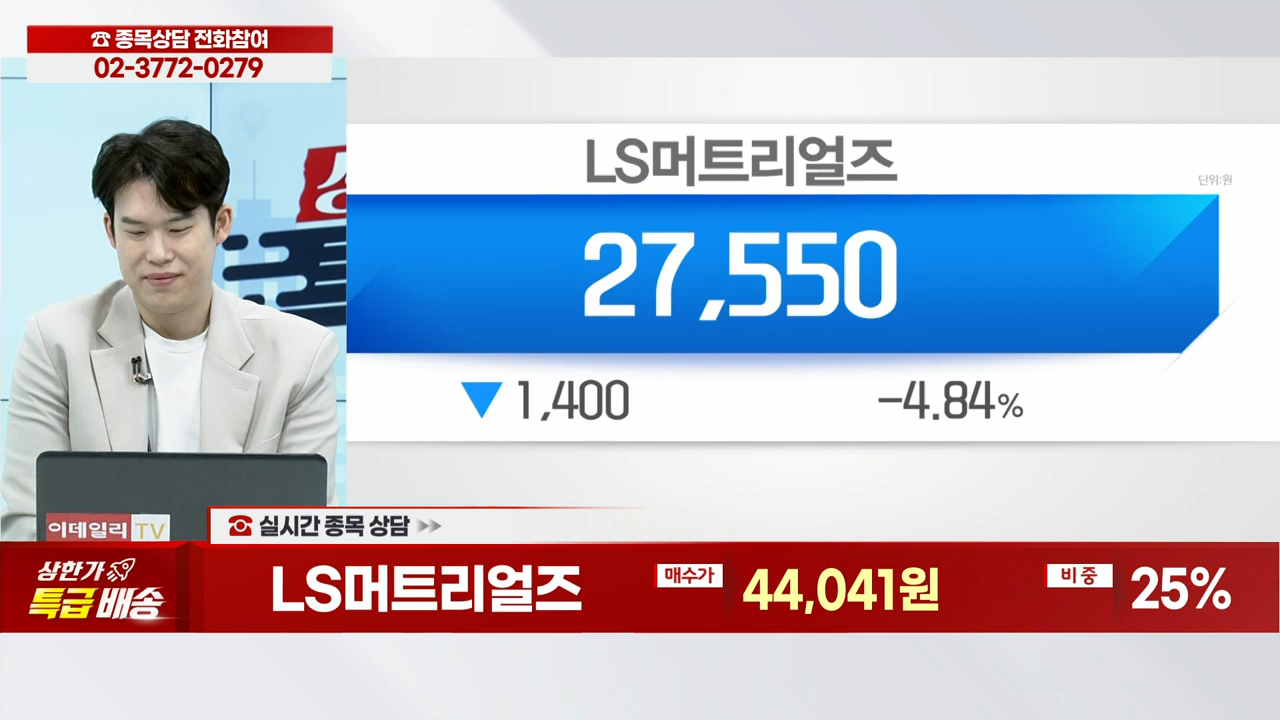 ☎ 종목상담 전화참여
02-3772-0279
LS머트리얼즈
단위:원
27,550
▼ 1,400 -4.84%
이데일리 TV
☎ 실시간 종목 상담 ▶▶
상한가
특급 배송
LS머트리얼즈 매수가 44,041원 비중 25%